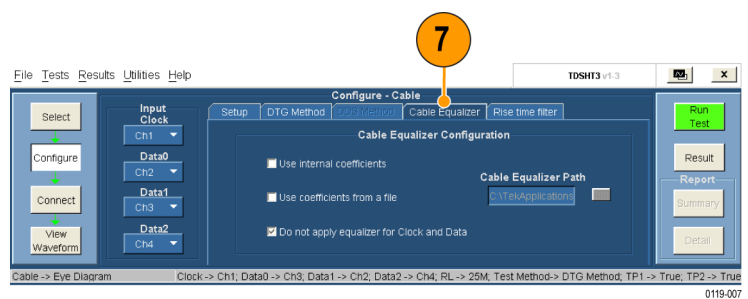 7
File Tests Results Utilities Help
TDSHT3 v1-3
x
Configure - Cable
Select
Configure
Connect
View
Waveform
Input
Clock
Ch1
Data0
Ch2
Data1
Ch3
Data2
Ch4
Setup DTG Method DDS Method Cable Equalizer Rise time filter
Cable Equalizer Configuration
Use internal coefficients
Use coefficients from a file
Cable Equalizer Path
C:\TekApplications
Do not apply equalizer for Clock and Data
Run
Test
Result
Report
Summary
Detail
Cable -> Eye Diagram Clock -> Ch1; Data0 -> Ch3; Data1 -> Ch2; Data2 -> Ch4; RL -> 25M; Test Method-> DTG Method; TP1 -> True; TP2 -> True
0119-007